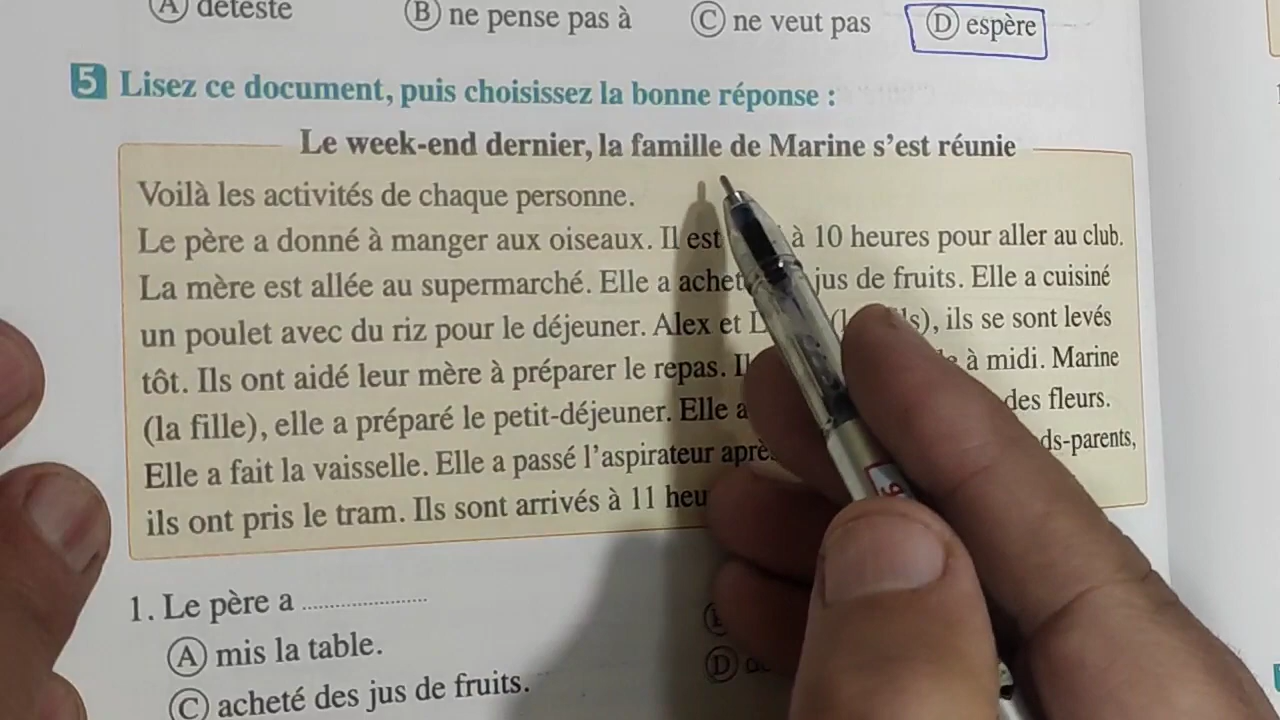 A déteste B ne pense pas à C ne veut pas D espère
5 Lisez ce document, puis choisissez la bonne réponse :
Le week-end dernier, la famille de Marine s'est réunie
Voilà les activités de chaque personne.
Le père a donné à manger aux oiseaux. Il est à 10 heures pour aller au club.
La mère est allée au supermarché. Elle a jus de fruits. Elle a cuisiné
un poulet avec du riz pour le déjeuner. Alex et ils se sont levés
tôt. Ils ont aidé leur mère à préparer le repas. à midi. Marine
(la fille), elle a préparé le petit-déjeuner. Elle des fleurs.
Elle a fait la vaisselle. Elle a passé l'aspirateur
ils ont pris le tram. Ils sont arrivés à 11
1. Le père a ........................
A mis la table.
C acheté des jus de fruits.
D